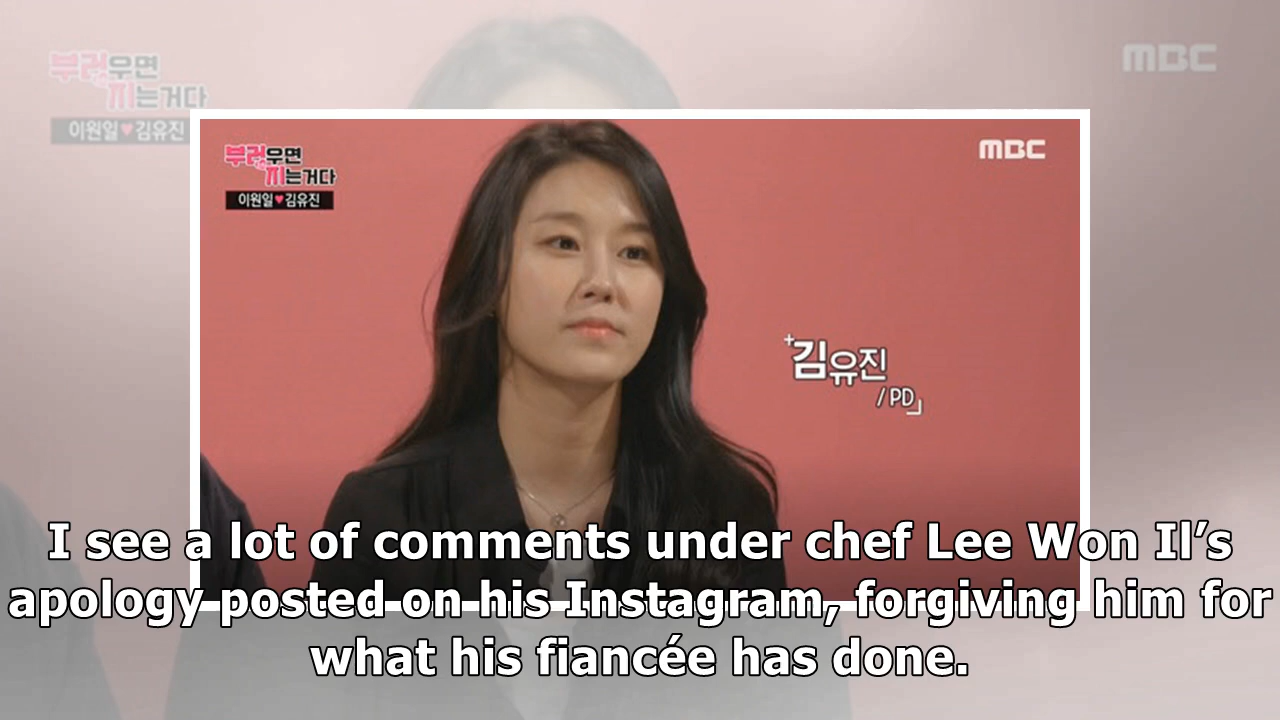 부러우면
지는거다
MBC
이원일♥김유진
부러우면
지는거다
MBC
이원일♥김유진
김유진
/ PD
I see a lot of comments under chef Lee Won Il’s
apology posted on his Instagram, forgiving him for
what his fiancée has done.